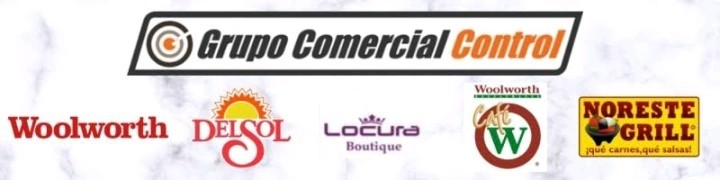 Grupo Comercial Control
Woolworth
DELSOL
Locura
Boutique
Woolworth
Café
W
NORESTE
GRILL
¡qué carnes,qué salsas!